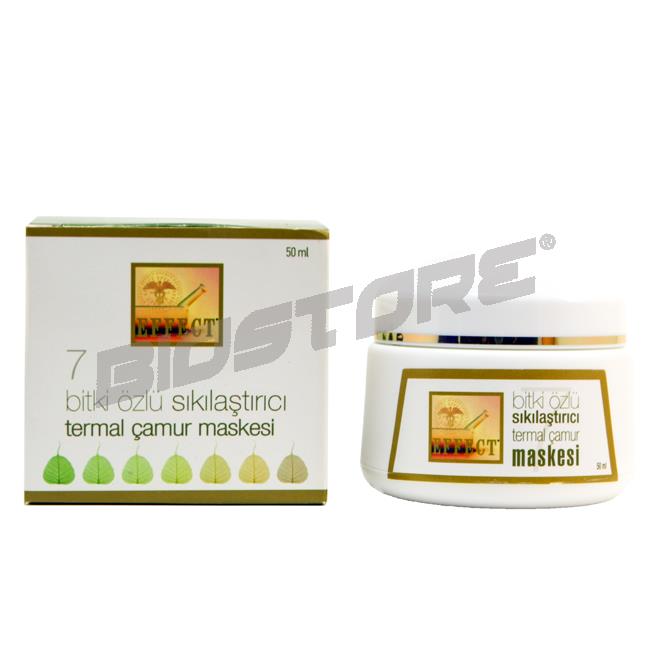 50 ml
EFFECT
7
bitki özlü sıkılaştırıcı
termal çamur maskesi
BIOSTORE®
EFFECT
bitki özlü
sıkılaştırıcı
termal çamur
maskesi
50 ml